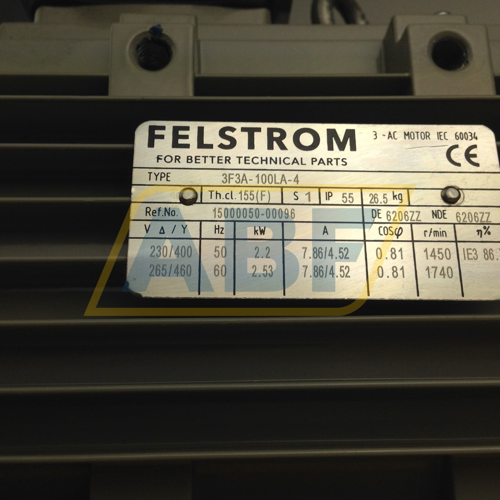 FELSTROM
3 -AC MOTOR IEC 60034
FOR BETTER TECHNICAL PARTS
CE
TYPE 3F3A-100LA-4
Th.cl.155(F) S 1 IP 55 26.5 kg
Ref.No. 15000050-00096 DE 6206ZZ NDE 6206ZZ
V Δ / Y Hz kW A COSφ r/min η%
230/400 50 2.2 7.86/4.52 0.81 1450 IE3 86.
265/460 60 2.53 7.86/4.52 0.81 1740
ABF